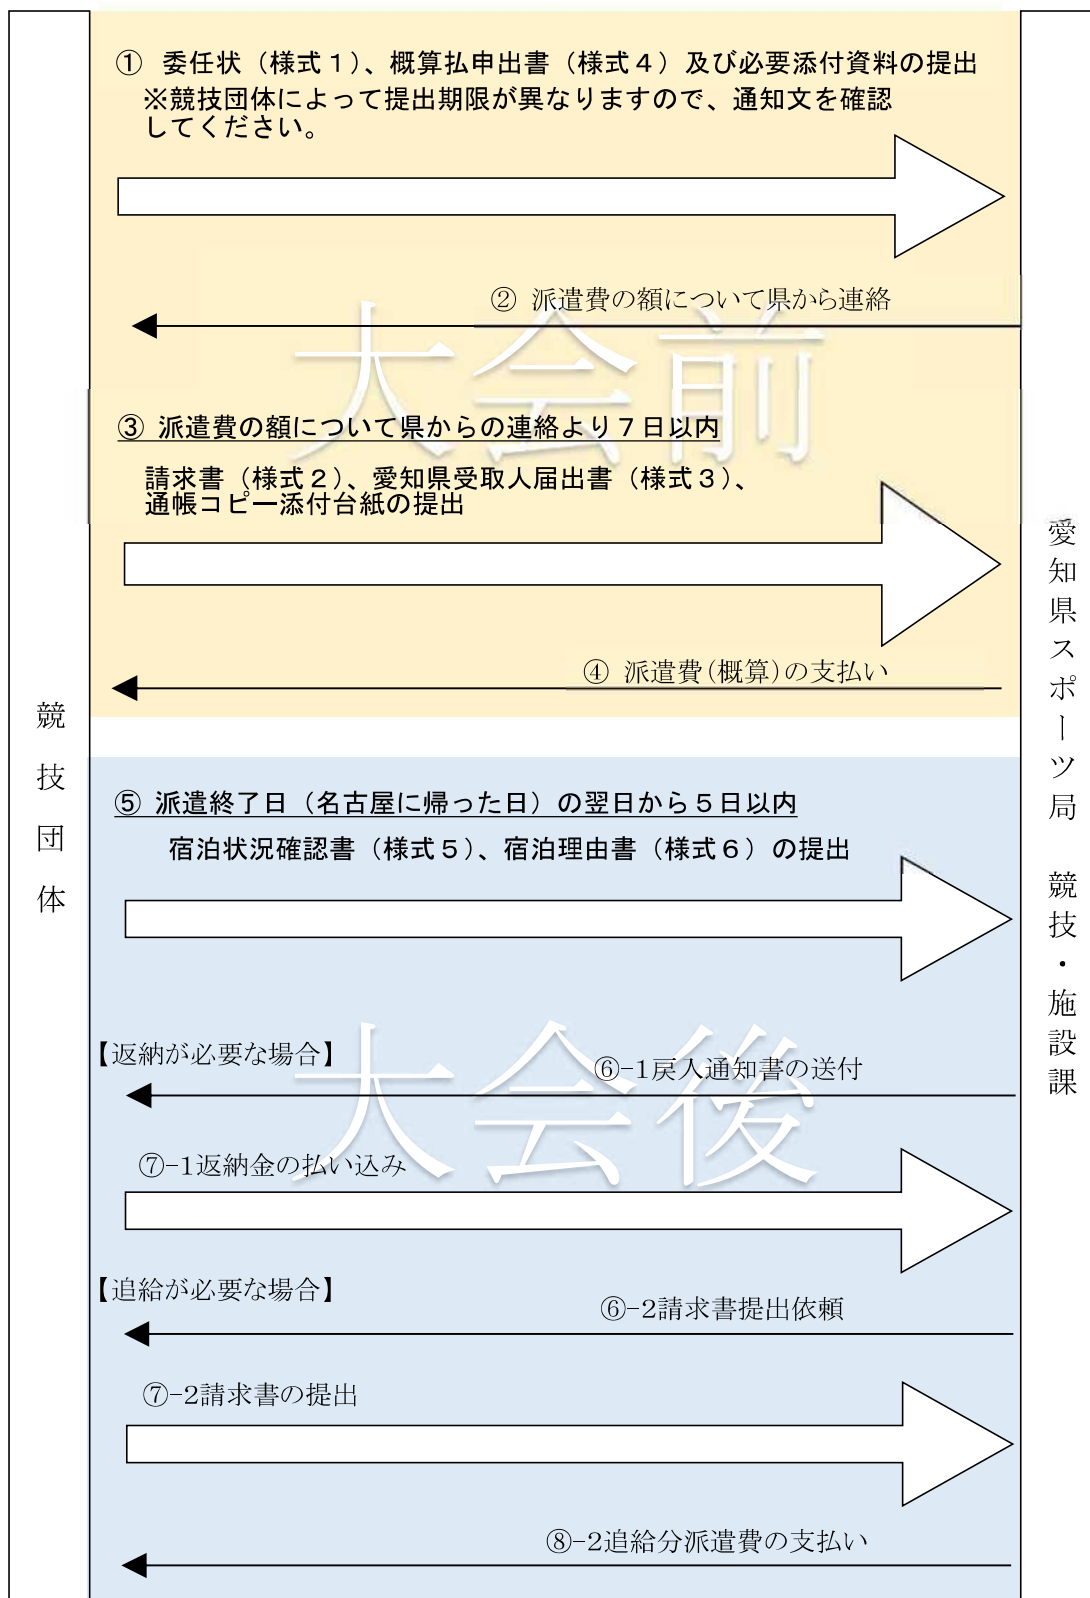 ① 委任状（様式１）、概算払申出書（様式４）及び必要添付資料の提出
※競技団体によって提出期限が異なりますので、通知文を確認
してください。
② 派遣費の額について県から連絡
大会前
③ 派遣費の額について県からの連絡より７日以内
請求書（様式２）、愛知県受取人届出書（様式３）、
通帳コピー添付台紙の提出
④ 派遣費(概算)の支払い
競技団体
愛知県スポーツ局　競技・施設課
⑤ 派遣終了日（名古屋に帰った日）の翌日から５日以内
宿泊状況確認書（様式５）、宿泊理由書（様式６）の提出
大会後
【返納が必要な場合】
⑥-1戻入通知書の送付
⑦-1返納金の払い込み
【追給が必要な場合】
⑥-2請求書提出依頼
⑦-2請求書の提出
⑧-2追給分派遣費の支払い